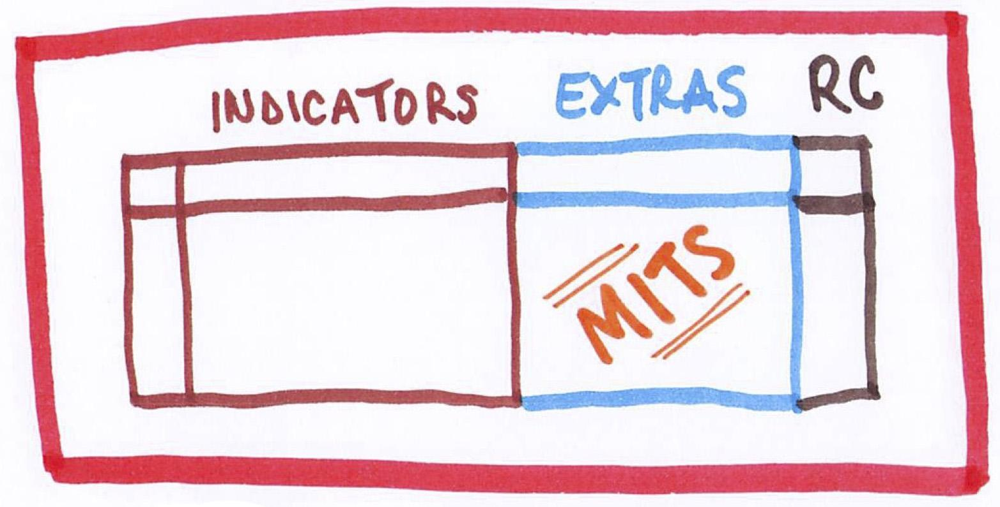 INDICATORS EXTRAS RC
MITS